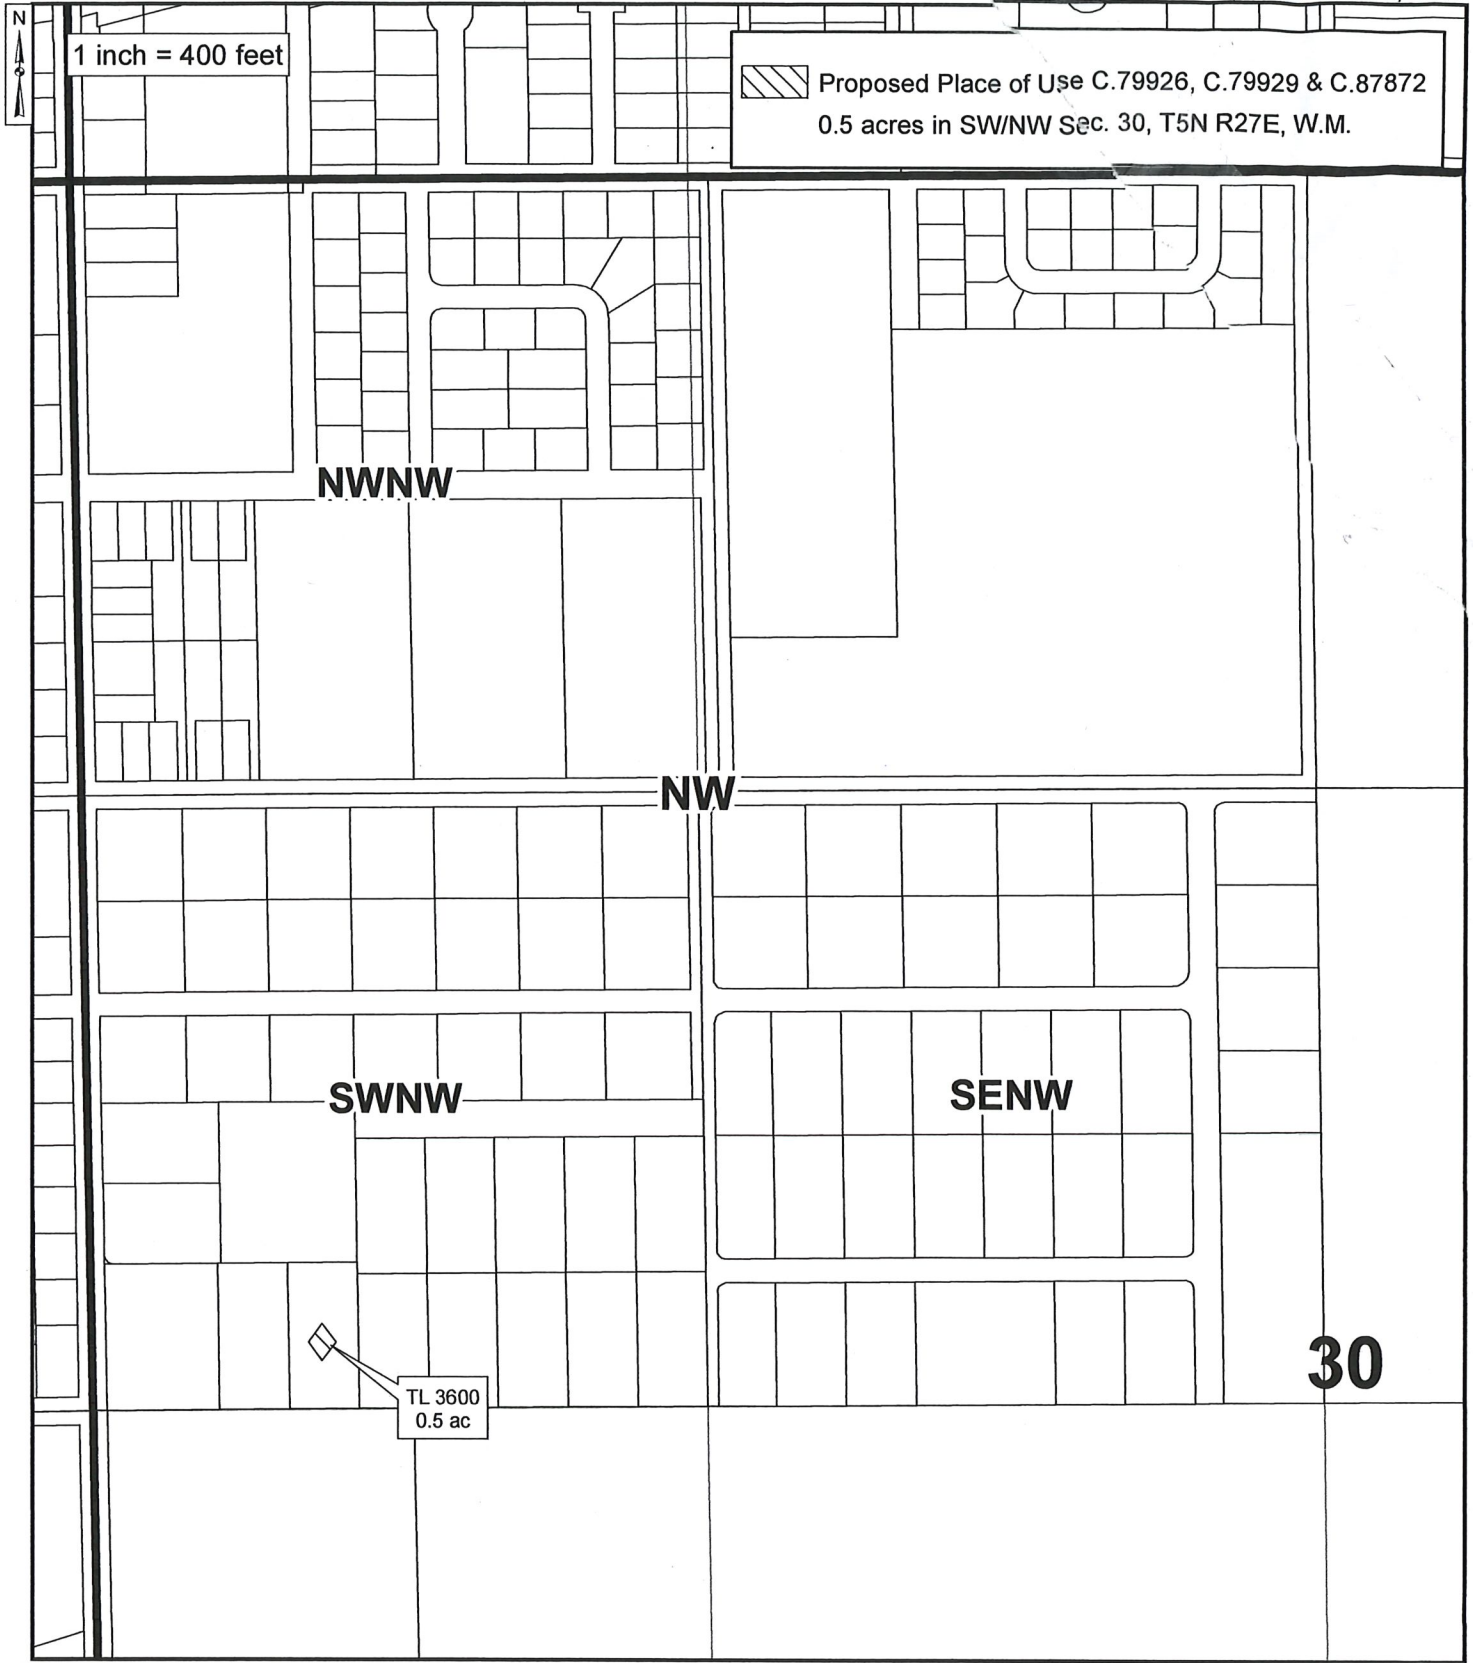 N
1 inch = 400 feet
Proposed Place of Use C.79926, C.79929 & C.87872
0.5 acres in SW/NW Sec. 30, T5N R27E, W.M.
NWNW
NW
SWNW
SENW
30
TL 3600
0.5 ac